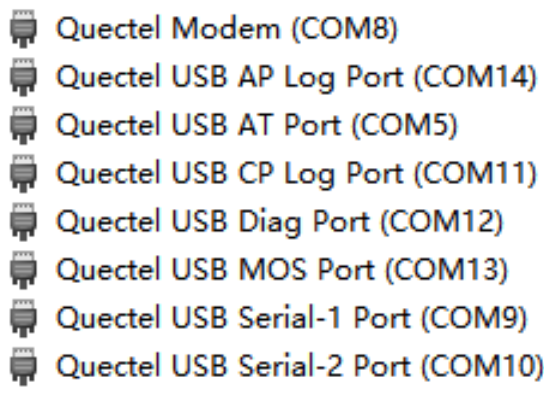 Quectel Modem (COM8)
Quectel USB AP Log Port (COM14)
Quectel USB AT Port (COM5)
Quectel USB CP Log Port (COM11)
Quectel USB Diag Port (COM12)
Quectel USB MOS Port (COM13)
Quectel USB Serial-1 Port (COM9)
Quectel USB Serial-2 Port (COM10)